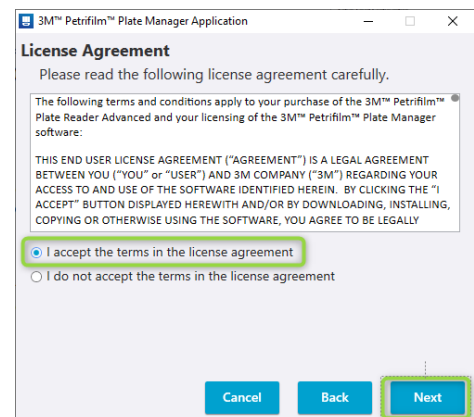 3M™ Petrifilm™ Plate Manager Application
License Agreement
Please read the following license agreement carefully.
The following terms and conditions apply to your purchase of the 3M™ Petrifilm™
Plate Reader Advanced and your licensing of the 3M™ Petrifilm™ Plate Manager
software:
THIS END USER LICENSE AGREEMENT (“AGREEMENT”) IS A LEGAL AGREEMENT
BETWEEN YOU (“YOU” or “USER”) AND 3M COMPANY (“3M”) REGARDING YOUR
ACCESS TO AND USE OF THE SOFTWARE IDENTIFIED HEREIN. BY CLICKING THE “I
ACCEPT” BUTTON DISPLAYED HEREWITH AND/OR BY DOWNLOADING, INSTALLING,
COPYING OR OTHERWISE USING THE SOFTWARE, YOU AGREE TO BE LEGALLY
I accept the terms in the license agreement
I do not accept the terms in the license agreement
Cancel Back Next